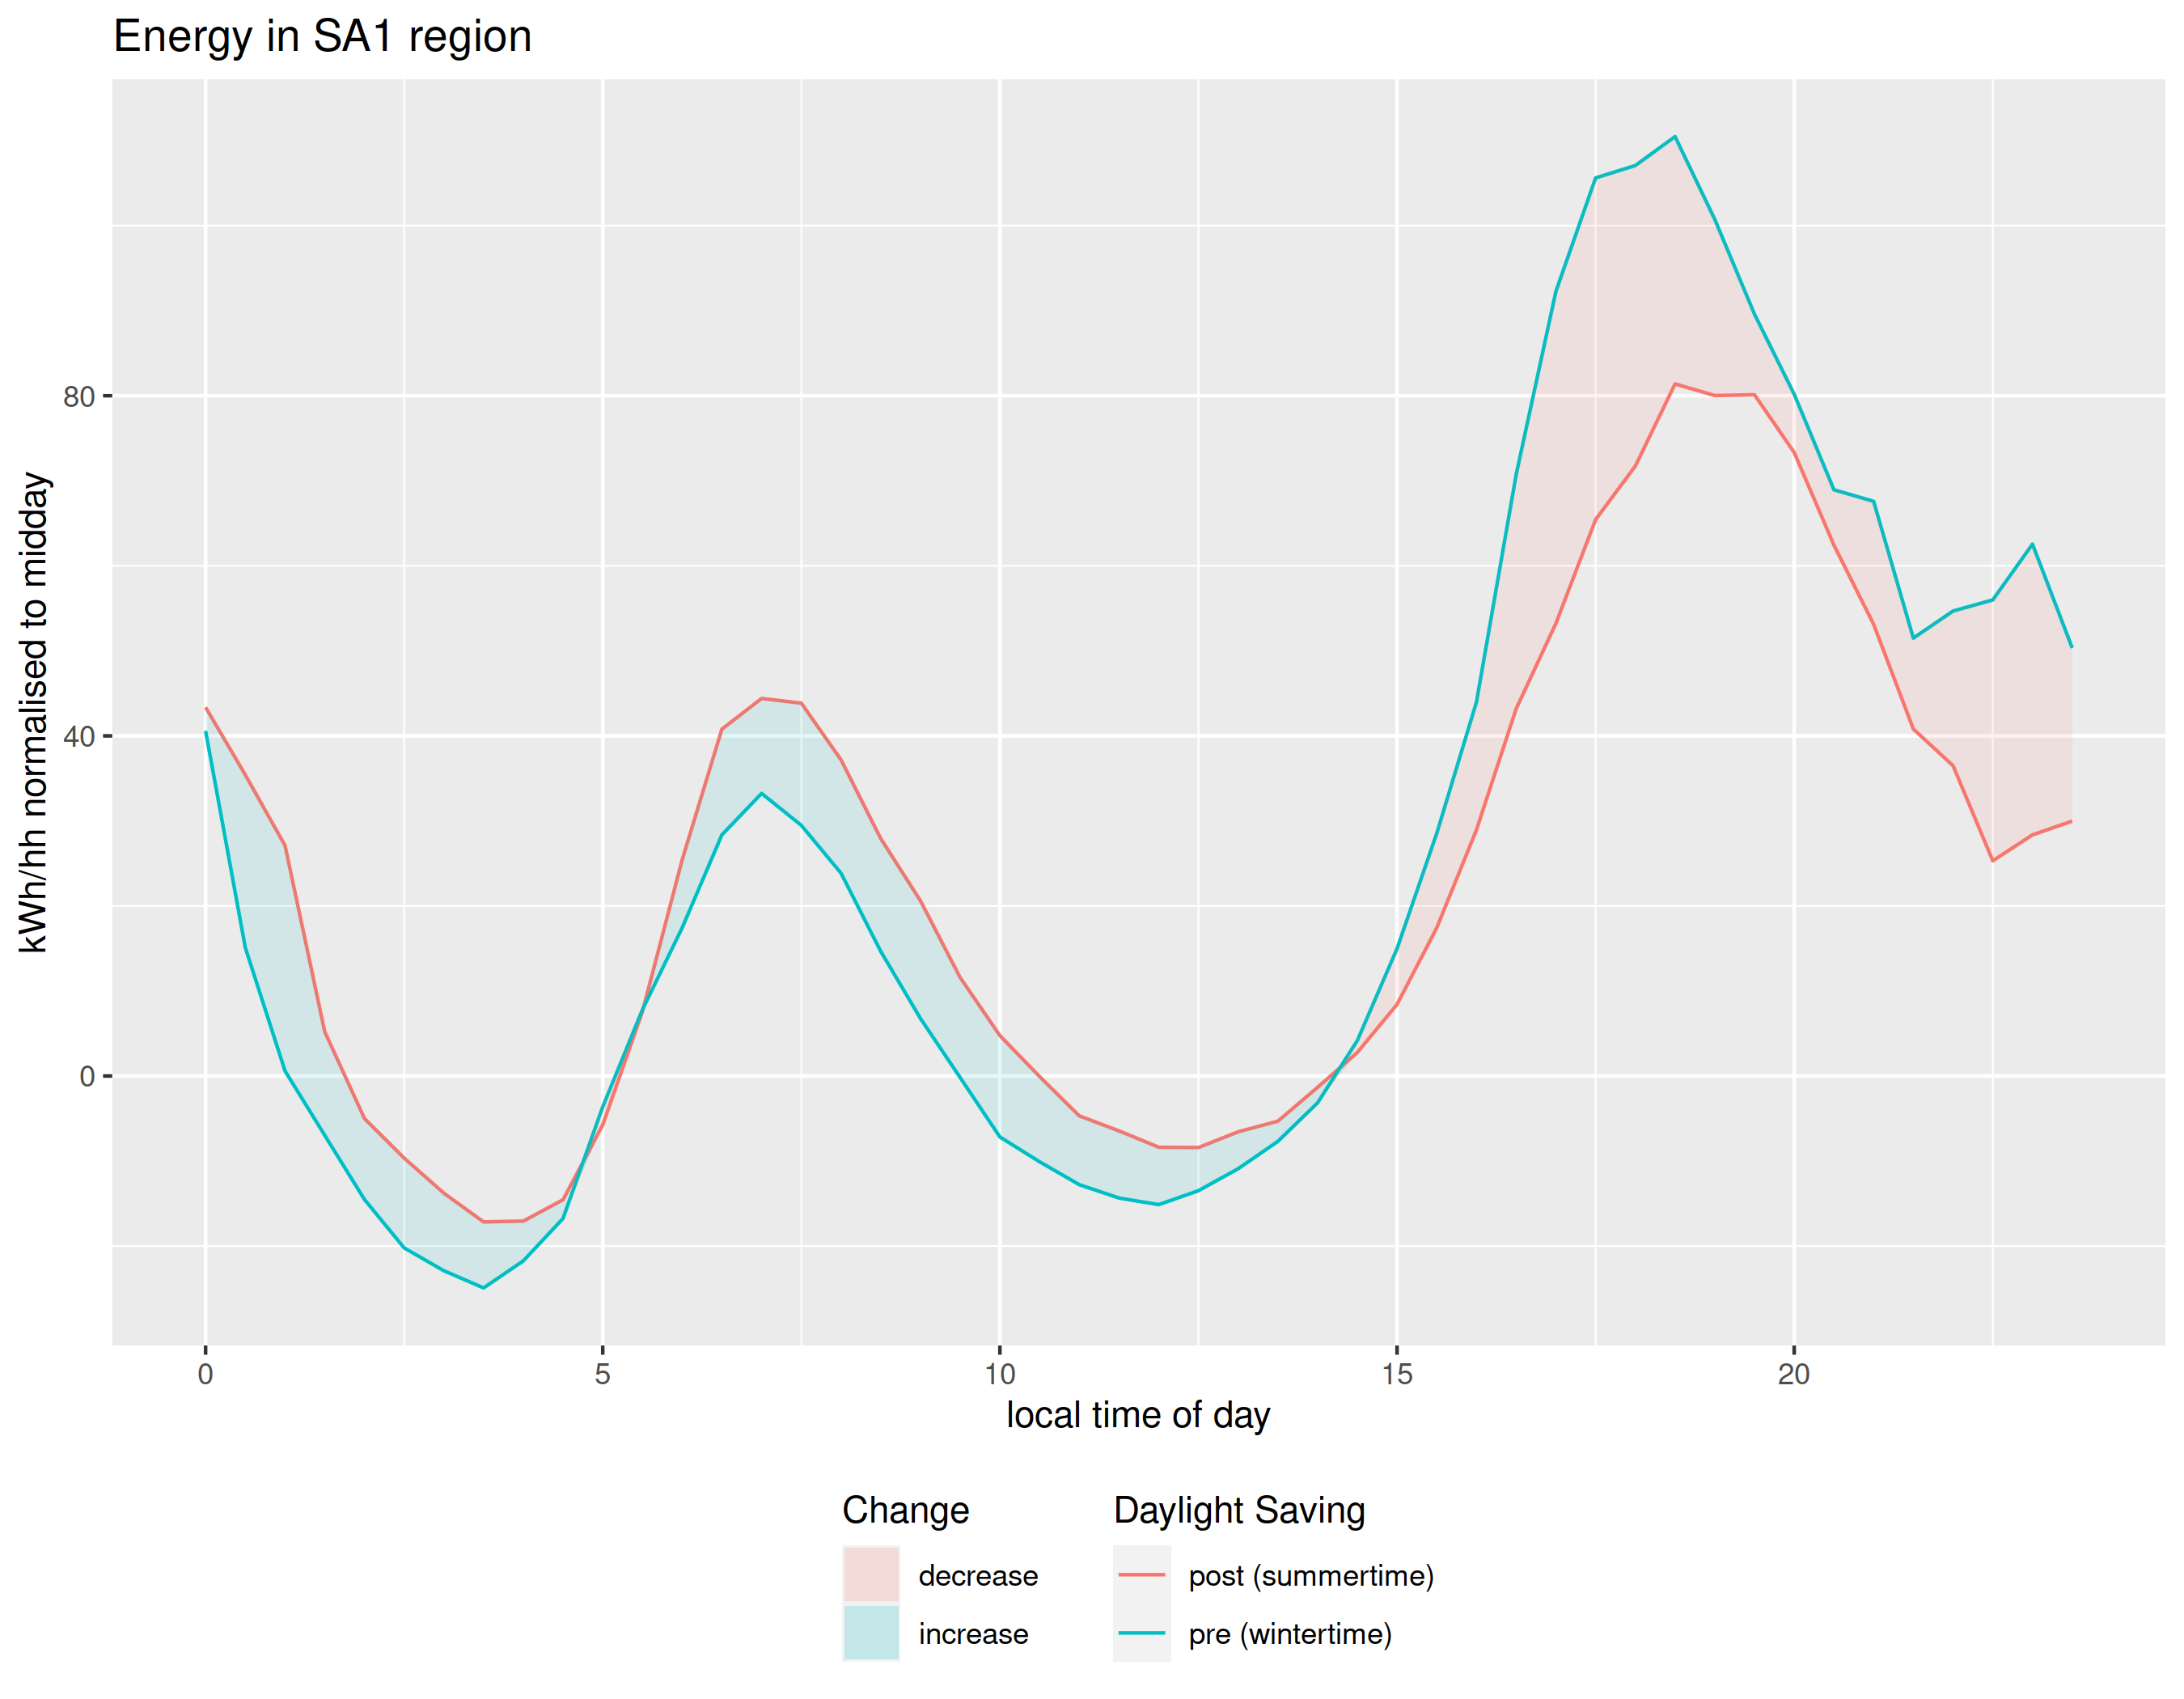 Energy in SA1 region
kWh/hh normalised to midday
80
40
0
0 5 10 15 20
local time of day
Change
decrease
increase
Daylight Saving
post (summertime)
pre (wintertime)